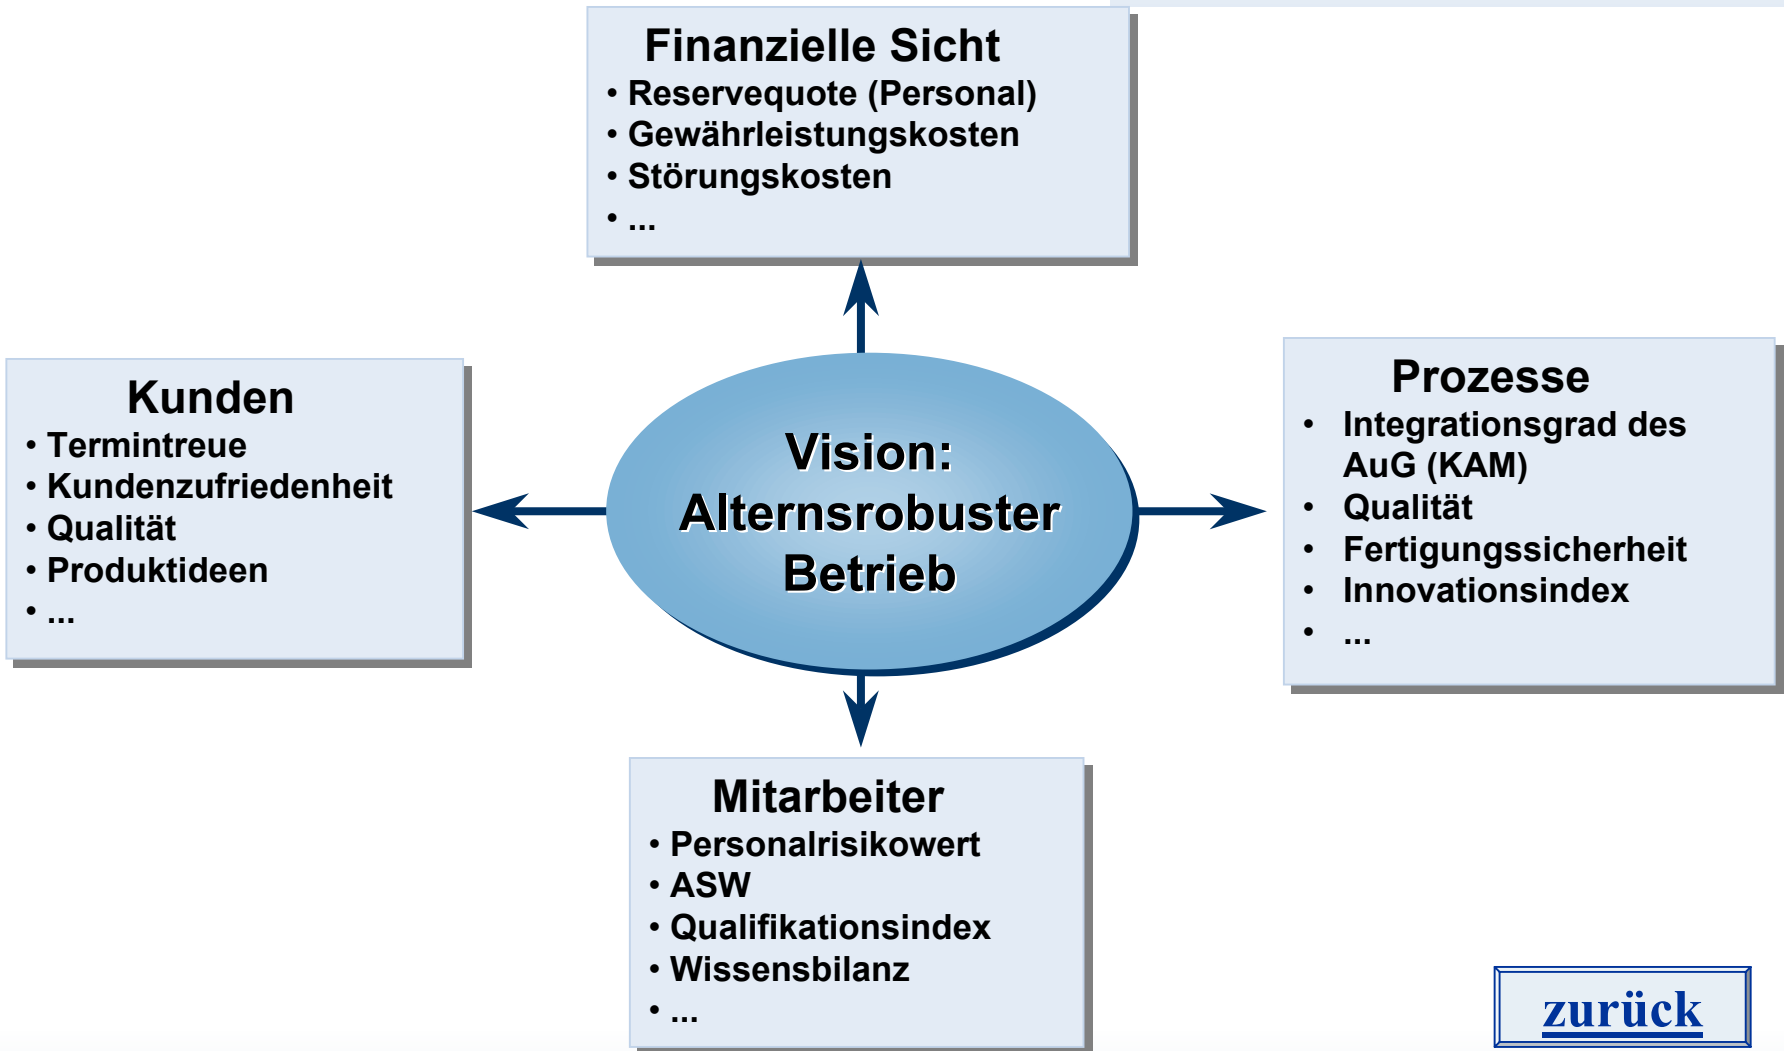 Finanzielle Sicht
• Reservequote (Personal)
• Gewährleistungskosten
• Störungskosten
• ...
Kunden
• Termintreue
• Kundenzufriedenheit
• Qualität
• Produktideen
• ...
Vision:
Alternsrobuster
Betrieb
Prozesse
• Integrationsgrad des
AuG (KAM)
• Qualität
• Fertigungssicherheit
• Innovationsindex
• ...
Mitarbeiter
• Personalrisikowert
• ASW
• Qualifikationsindex
• Wissensbilanz
• ...
zurück